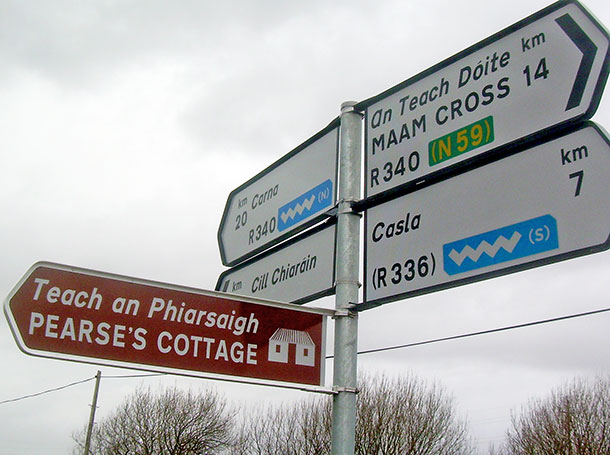 An Teach Dóite km
MAAM CROSS 14
R340 (N59)
km
Casla 7
(R336) (S)
km Carna
20
R340 (N)
km Cill Chiaráin
Teach an Phiarsaigh
PEARSE'S COTTAGE